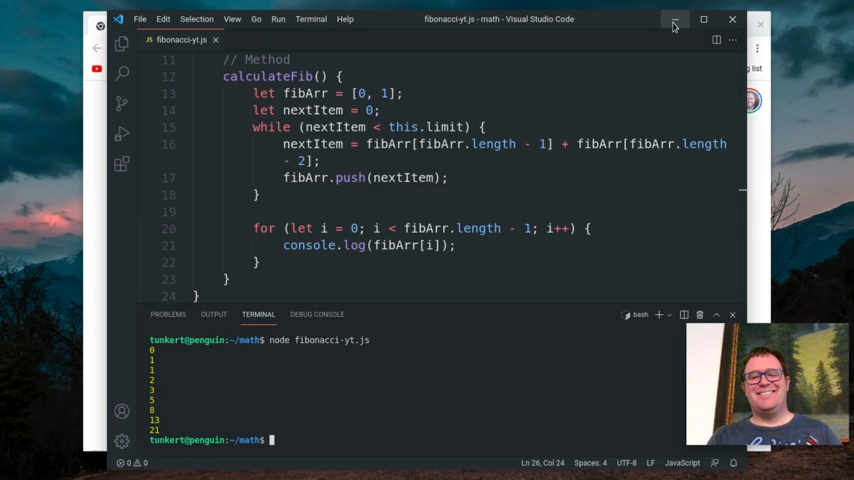 File Edit Selection View Go Run Terminal Help fibonacci-yt.js - math - Visual Studio Code
JS fibonacci-yt.js
ng list
11 // Method
12 calculateFib() {
13 let fibArr = [0, 1];
14 let nextItem = 0;
15 while (nextItem < this.limit) {
16 nextItem = fibArr[fibArr.length - 1] + fibArr[fibArr.length
- 2];
17 fibArr.push(nextItem);
18 }
19
20 for (let i = 0; i < fibArr.length - 1; i++) {
21 console.log(fibArr[i]);
22 }
23 }
24 }
PROBLEMS OUTPUT TERMINAL DEBUG CONSOLE bash
tunkert@penguin:~/math$ node fibonacci-yt.js
0
1
1
2
3
5
8
13
21
tunkert@penguin:~/math$
0 0 Ln 26, Col 24 Spaces: 4 UTF-8 LF JavaScript